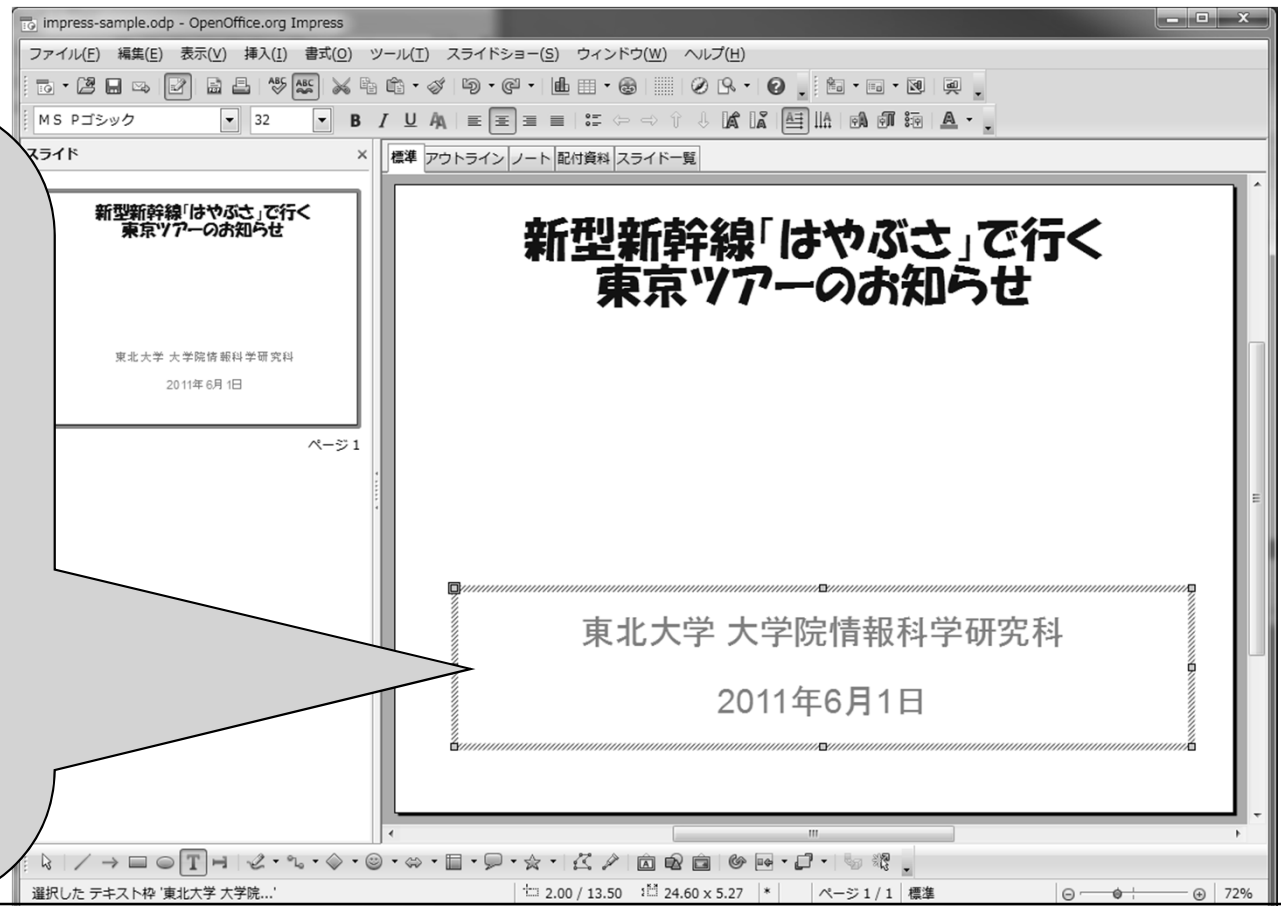 impress-sample.odp - OpenOffice.org Impress
ファイル(F) 編集(E) 表示(V) 挿入(I) 書式(O) ツール(T) スライドショー(S) ウィンドウ(W) ヘルプ(H)
MS Pゴシック 32
スライド
標準 アウトライン ノート 配付資料 スライド一覧
新型新幹線「はやぶさ」で行く
東京ツアーのお知らせ
東北大学 大学院情報科学研究科
2011年6月1日
ページ 1
新型新幹線「はやぶさ」で行く
東京ツアーのお知らせ
東北大学 大学院情報科学研究科
2011年6月1日
選択した テキスト枠 '東北大学 大学院...' 2.00 / 13.50 24.60 x 5.27 * ページ 1 / 1 標準 72%